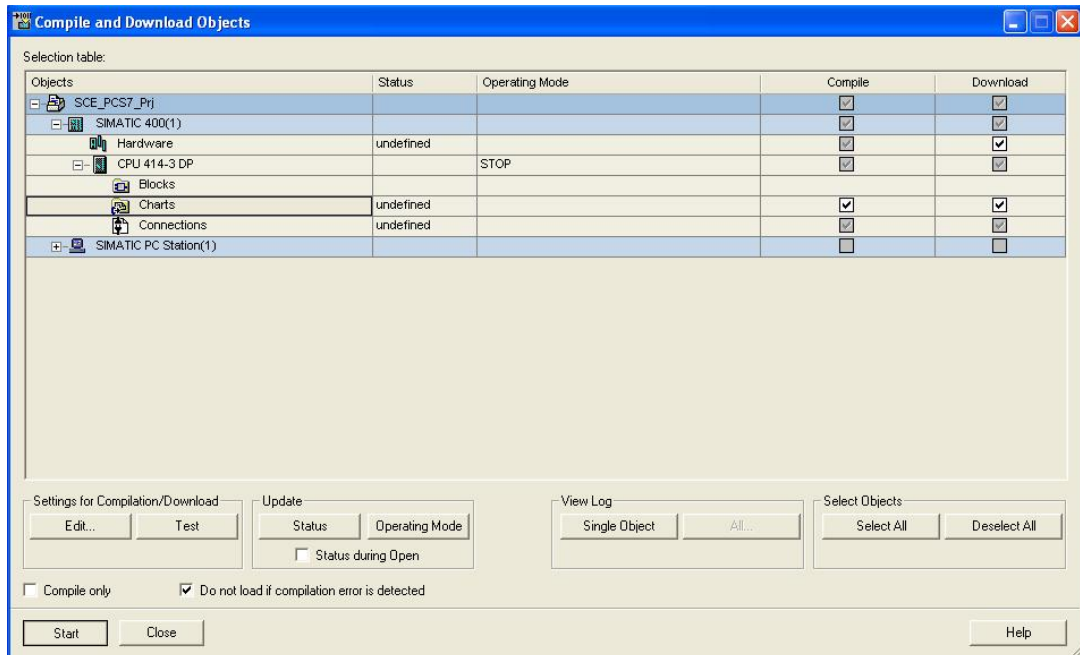 Compile and Download Objects
Selection table:
Objects Status Operating Mode Compile Download
SCE_PCS7_Prj
SIMATIC 400(1)
Hardware undefined
CPU 414-3 DP STOP
Blocks
Charts undefined
Connections undefined
SIMATIC PC Station(1)
Settings for Compilation/Download Update View Log Select Objects
Edit... Test Status Operating Mode Single Object All... Select All Deselect All
Status during Open
Compile only Do not load if compilation error is detected
Start Close Help